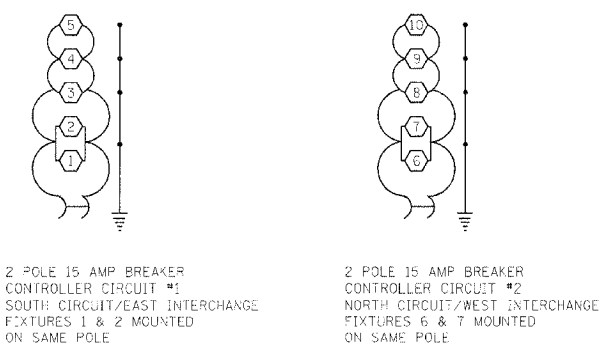 5
4
3
2
1
10
9
8
7
6
2 POLE 15 AMP BREAKER
CONTROLLER CIRCUIT #1
SOUTH CIRCUIT/EAST INTERCHANGE
FIXTURES 1 & 2 MOUNTED
ON SAME POLE
2 POLE 15 AMP BREAKER
CONTROLLER CIRCUIT #2
NORTH CIRCUIT/WEST INTERCHANGE
FIXTURES 6 & 7 MOUNTED
ON SAME POLE